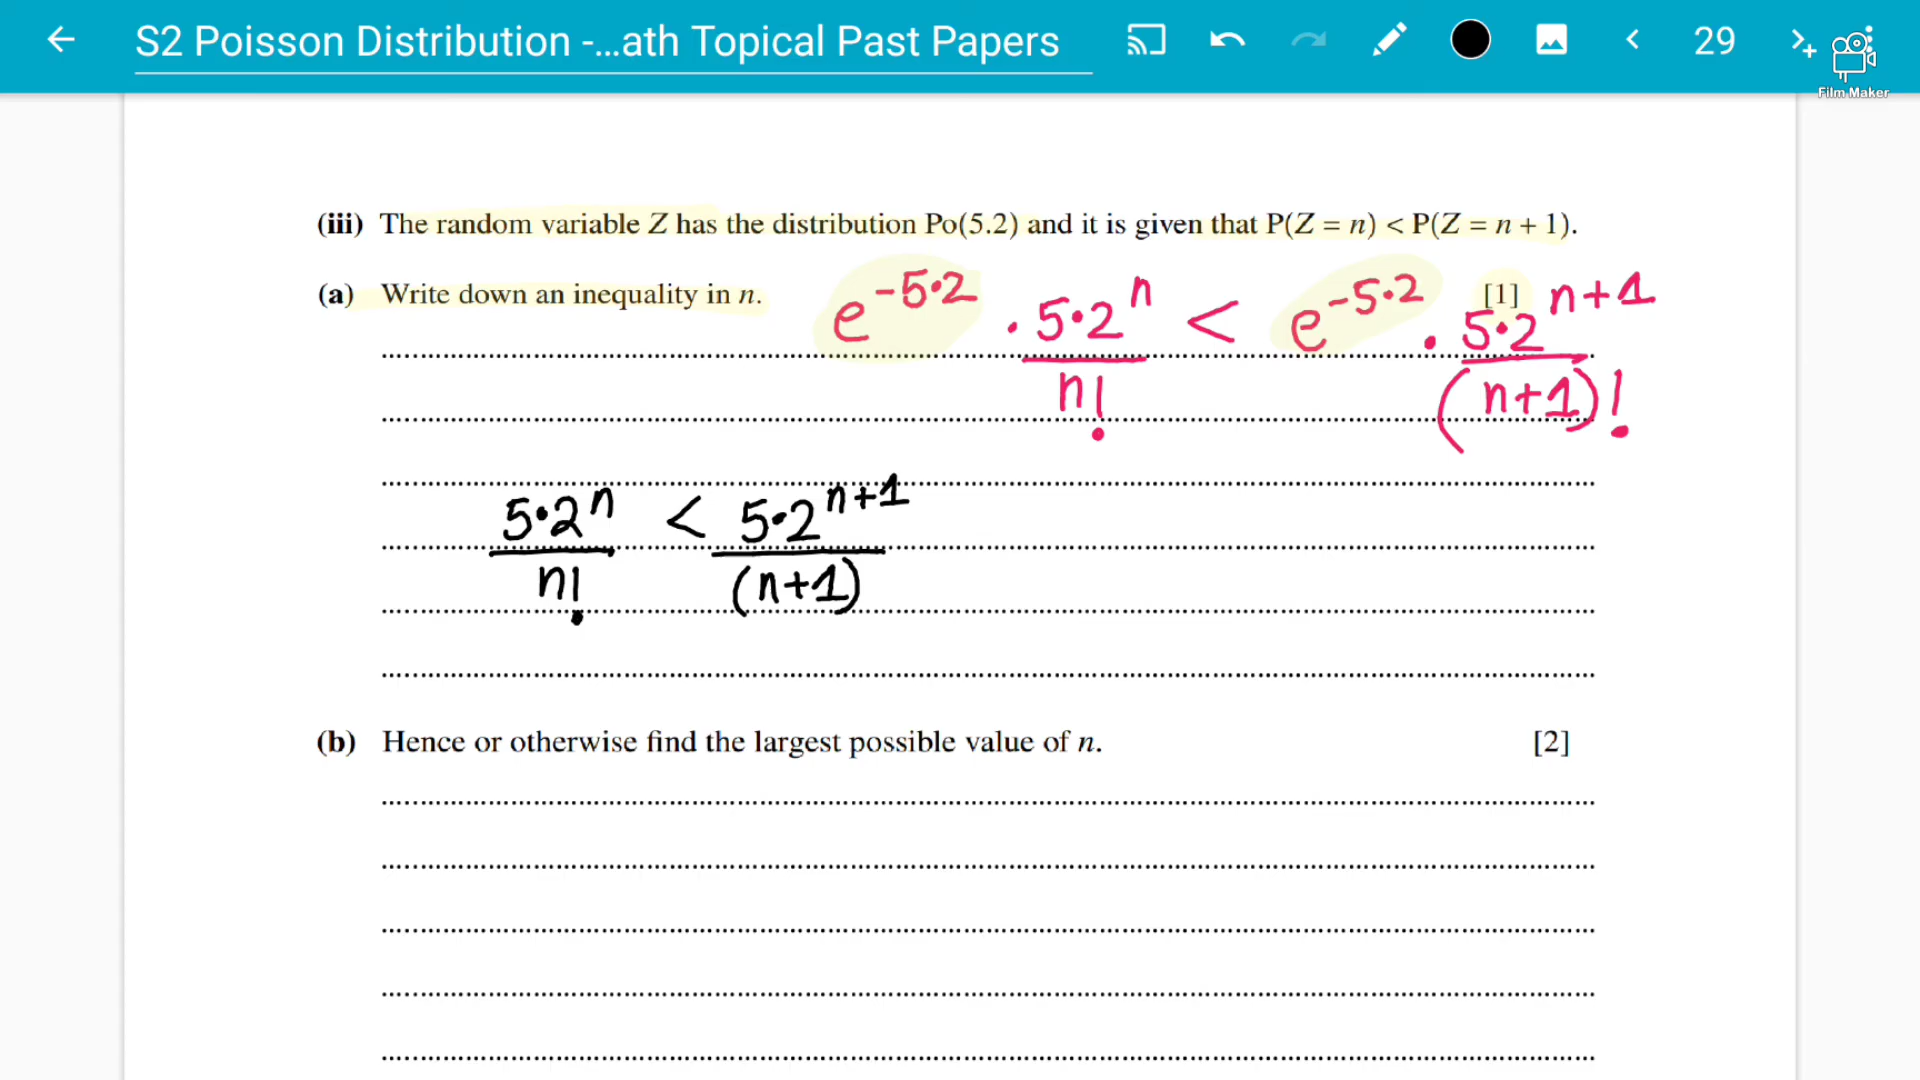 S2 Poisson Distribution -...ath Topical Past Papers
29
Film Maker
(iii) The random variable Z has the distribution Po(5.2) and it is given that P(Z = n) < P(Z = n + 1).
(a) Write down an inequality in n. [1]
e^-5.2 . 5.2^n / n! < e^-5.2 . 5.2^n+1 / (n+1)!
5.2^n / n! < 5.2^n+1 / (n+1)
(b) Hence or otherwise find the largest possible value of n. [2]